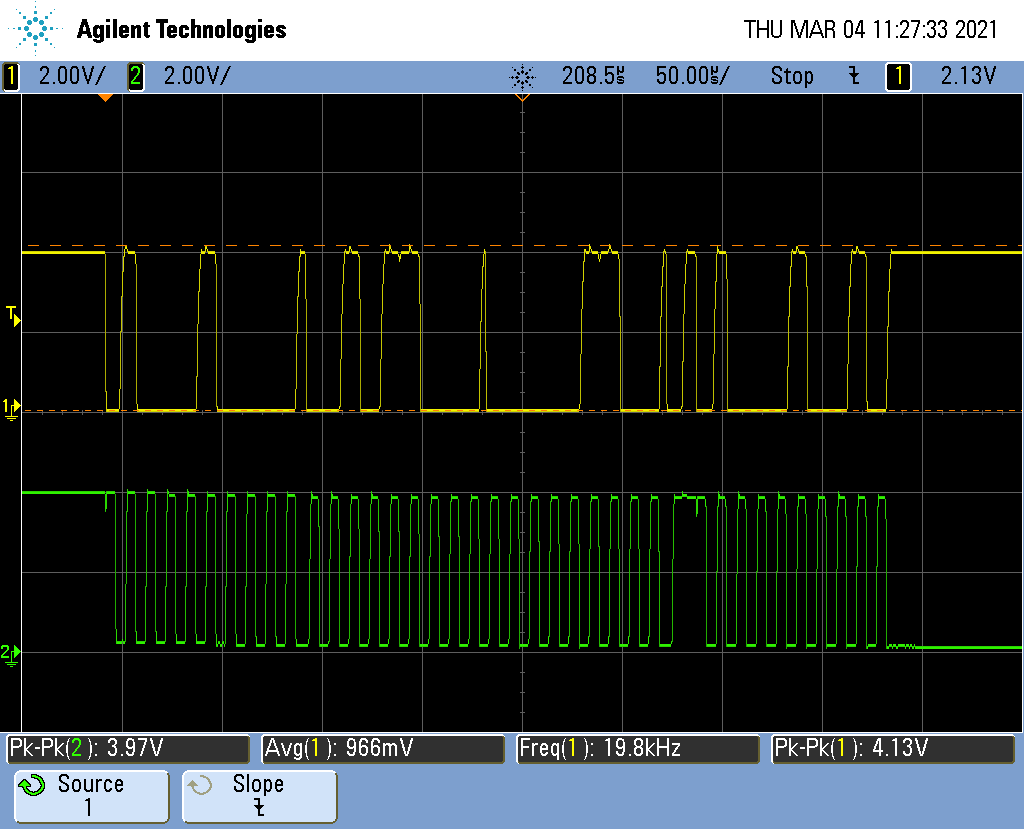 Agilent Technologies THU MAR 04 11:27:33 2021
1 2.00V/ 2 2.00V/ 208.5µs 50.00µs/ Stop 1 2.13V
T
1
2
Pk-Pk(2): 3.97V Avg(1): 966mV Freq(1): 19.8kHz Pk-Pk(1): 4.13V
Source Slope
1